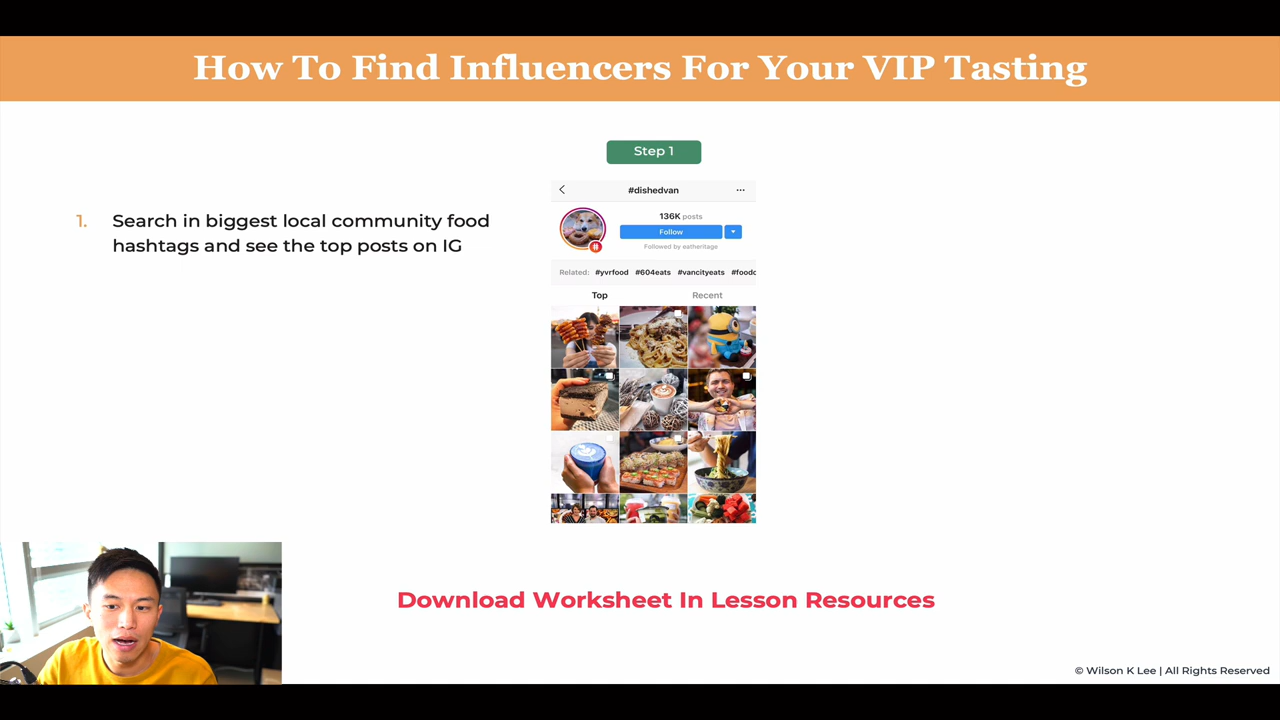 How To Find Influencers For Your VIP Tasting
Step 1
1. Search in biggest local community food
hashtags and see the top posts on IG
#dishedvan
136K posts
Follow
Followed by eatheritage
Related: #yvrfood #604eats #vancityeats #foodc
Top Recent
Download Worksheet In Lesson Resources
© Wilson K Lee | All Rights Reserved